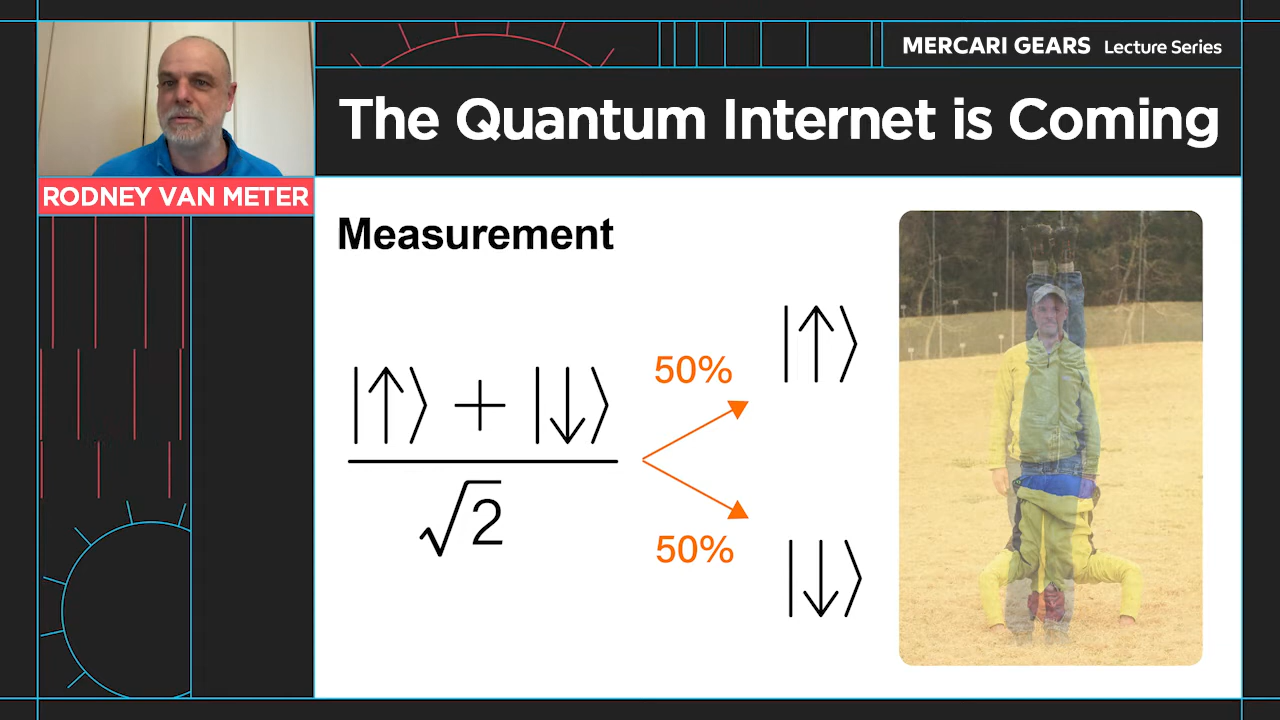 MERCARI GEARS Lecture Series
The Quantum Internet is Coming
RODNEY VAN METER
Measurement
|↑⟩ + |↓⟩
√2
50%
|↑⟩
50%
|↓⟩